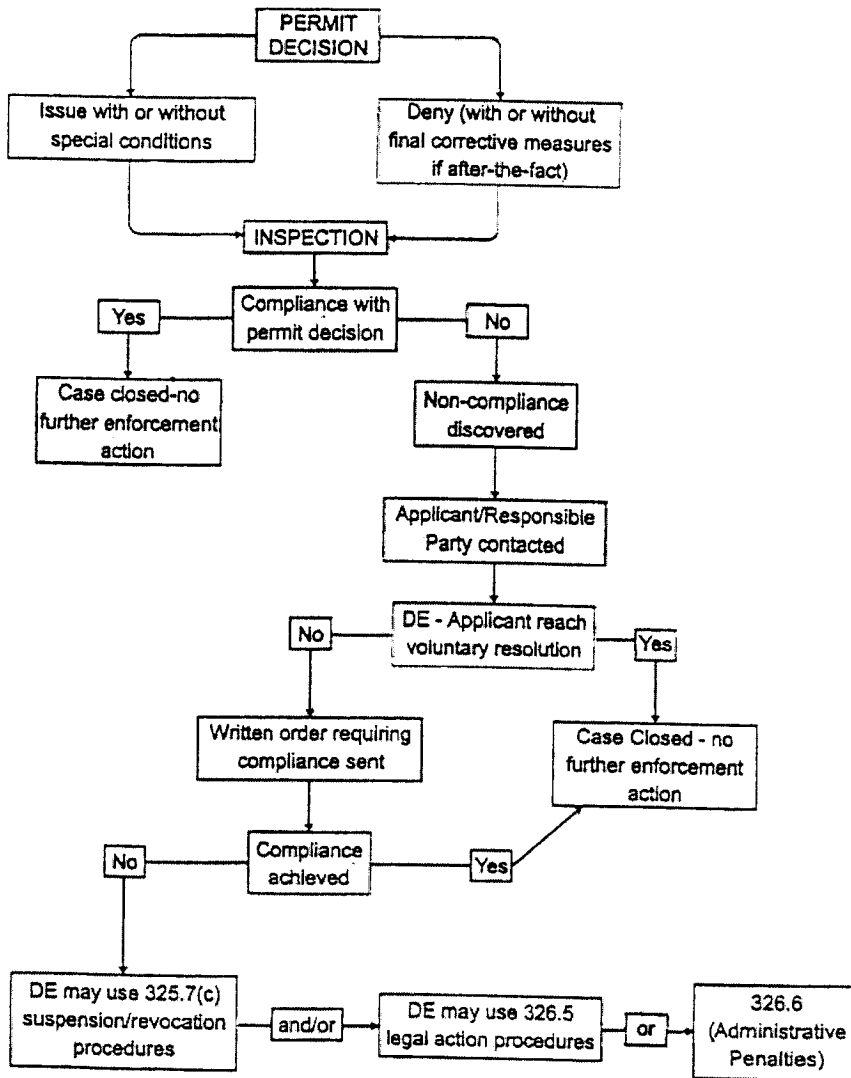 PERMIT
DECISION
Issue with or without
special conditions
Deny (with or without
final corrective measures
if after-the-fact)
INSPECTION
Compliance with
permit decision
Yes
No
Case closed-no
further enforcement
action
Non-compliance
discovered
Applicant/Responsible
Party contacted
DE - Applicant reach
voluntary resolution
No
Yes
Written order requiring
compliance sent
Case Closed - no
further enforcement
action
Compliance
achieved
No
Yes
DE may use 325.7(c)
suspension/revocation
procedures
and/or
DE may use 326.5
legal action procedures
or
326.6
(Administrative
Penalties)